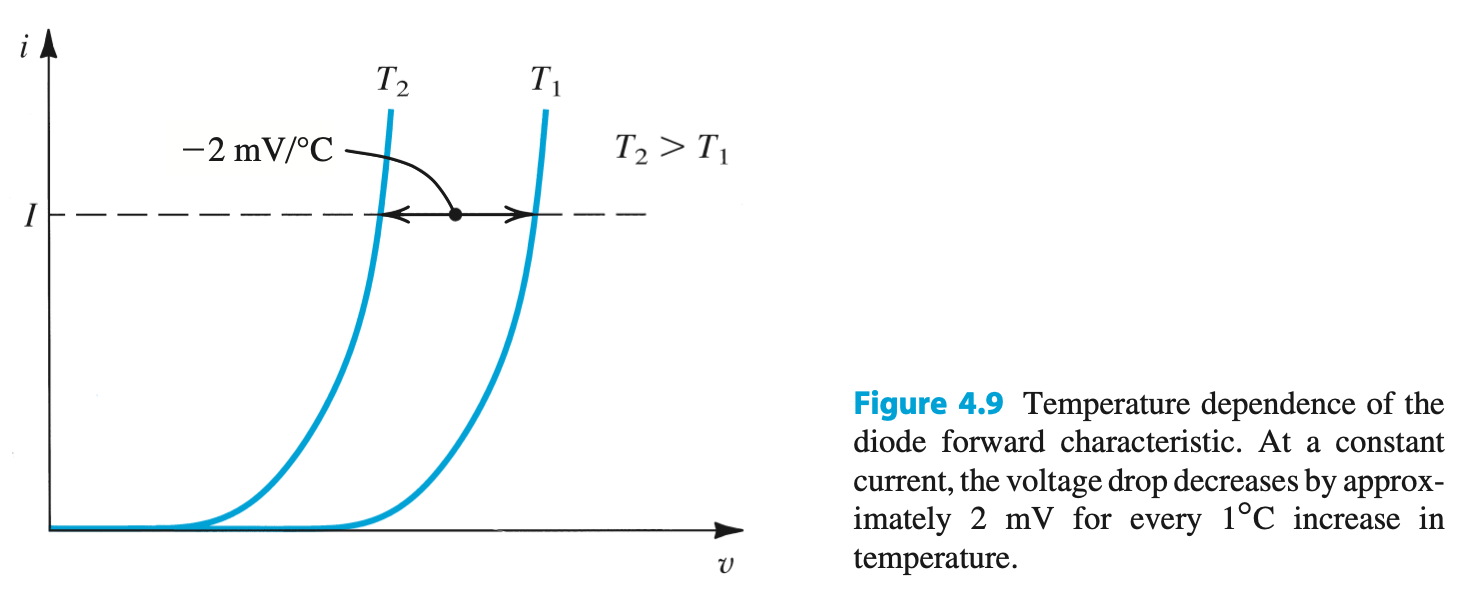 i
T₂
T₁
−2 mV/°C
T₂ > T₁
I
v
Figure 4.9 Temperature dependence of the
diode forward characteristic. At a constant
current, the voltage drop decreases by approx-
imately 2 mV for every 1°C increase in
temperature.